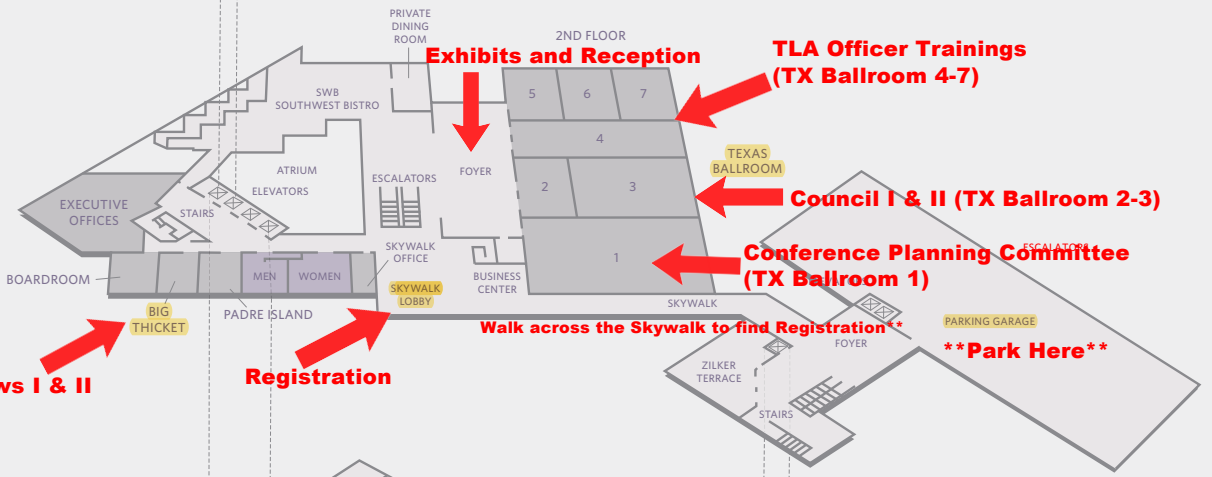 PRIVATE
DINING
ROOM
2ND FLOOR
Exhibits and Reception
TLA Officer Trainings
(TX Ballroom 4-7)
SWB
SOUTHWEST BISTRO
5
6
7
4
TEXAS
BALLROOM
ATRIUM
ELEVATORS
ESCALATORS
FOYER
2
3
Council I & II (TX Ballroom 2-3)
EXECUTIVE
OFFICES
STAIRS
SKYWALK
OFFICE
Conference Planning Committee
(TX Ballroom 1)
ESCALATORS
1
BOARDROOM
MEN
WOMEN
BUSINESS
CENTER
SKYWALK
LOBBY
BIG
THICKET
PADRE ISLAND
SKYWALK
Walk across the Skywalk to find Registration**
FOYER
PARKING GARAGE
**Park Here**
ws I & II
Registration
ZILKER
TERRACE
STAIRS